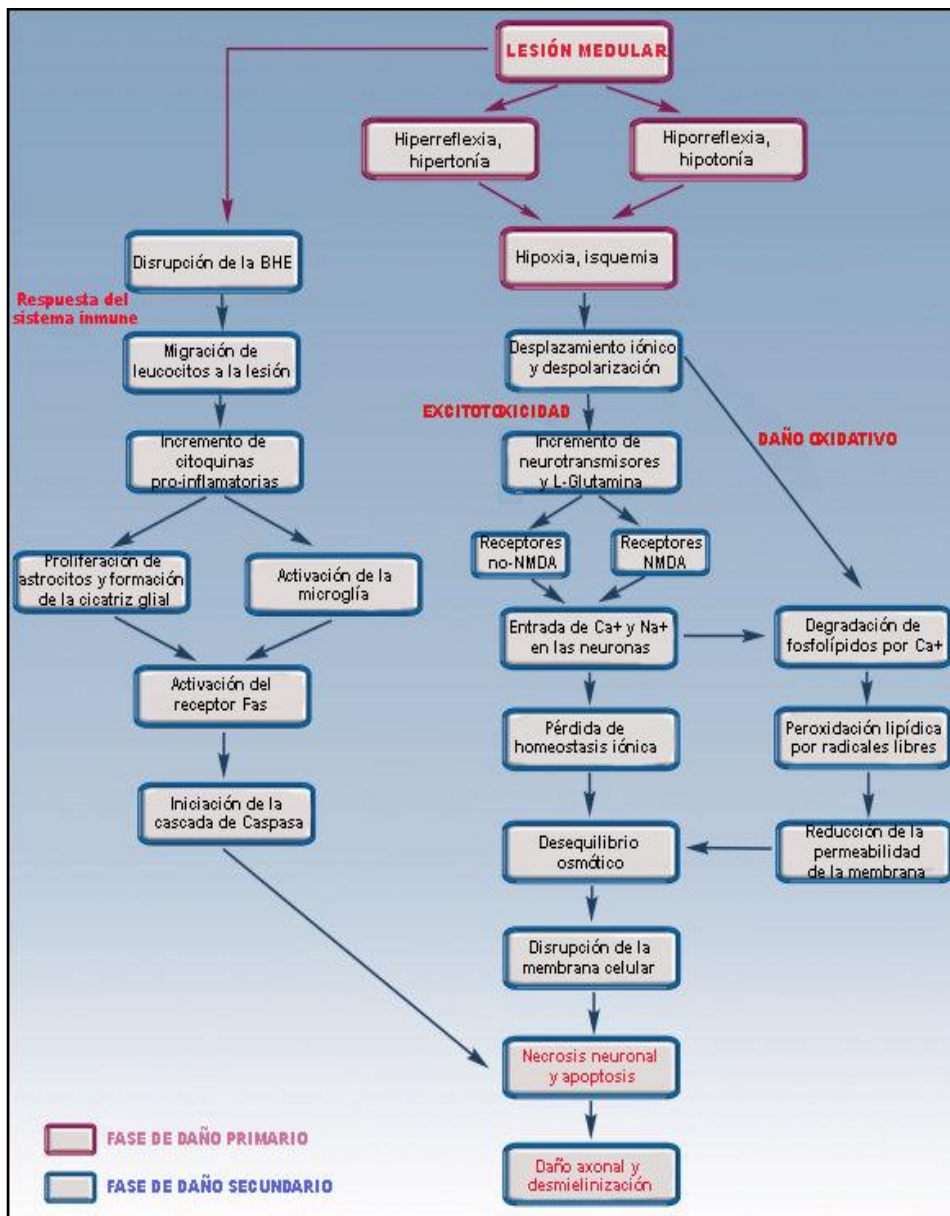 LESIÓN MEDULAR
Hiperreflexia,
hipertonía
Hiporreflexia,
hipotonía
Disrupción de la BHE
Hipoxia, isquemia
Respuesta del
sistema inmune
Migración de
leucocitos a la lesión
Desplazamiento iónico
y despolarización
EXCITOTOXICIDAD
DAÑO OXIDATIVO
Incremento de
citoquinas
pro-inflamatorias
Incremento de
neurotransmisores
y L-Glutamina
Receptores
no-NMDA
Receptores
NMDA
Proliferación de
astrocitos y formación
de la cicatriz glial
Activación de la
microglía
Entrada de Ca+ y Na+
en las neuronas
Degradación de
fosfolípidos por Ca+
Activación del
receptor Fas
Pérdida de
homeostasis iónica
Peroxidación lipídica
por radicales libres
Iniciación de la
cascada de Caspasa
Desequilibrio
osmótico
Reducción de la
permeabilidad
de la membrana
Disrupción de la
membrana celular
Necrosis neuronal
y apoptosis
Daño axonal y
desmielinización
FASE DE DAÑO PRIMARIO
FASE DE DAÑO SECUNDARIO